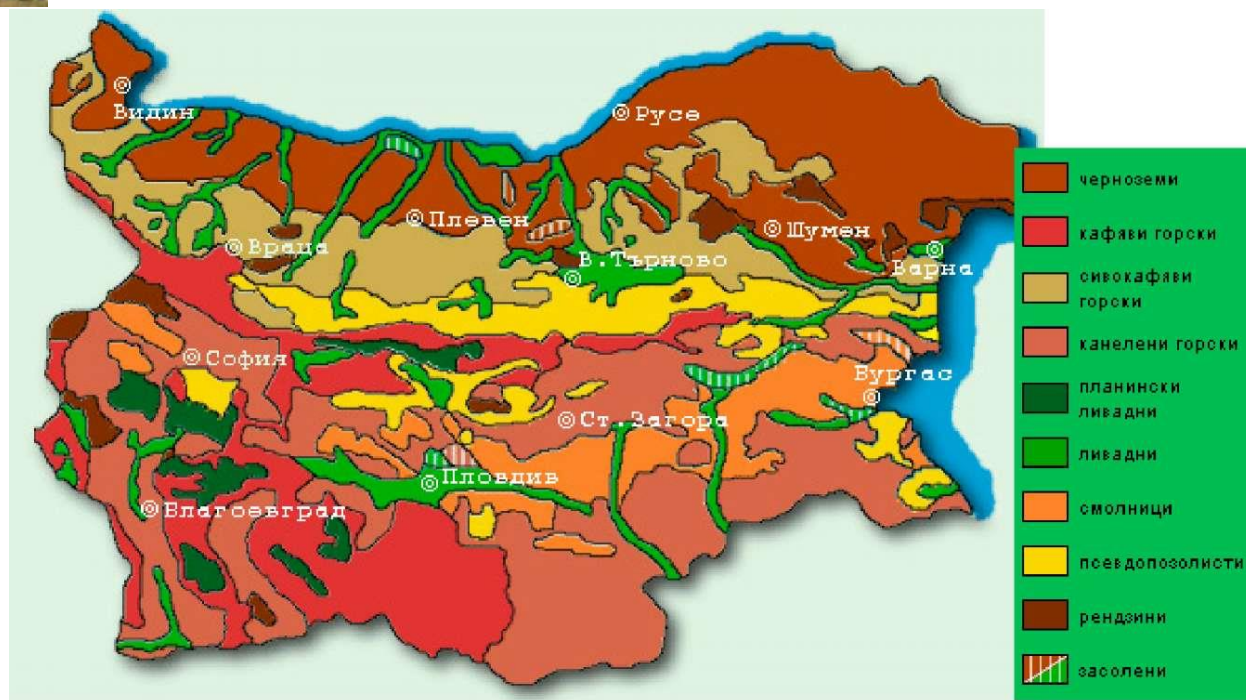 Видин
Русе
Плевен
Шумен
Враца
В.Търново
Варна
София
Бургас
Ст.Загора
Пловдив
Благоевград
черноземи
кафяви горски
сивокафяви
горски
канелени горски
планински
ливадни
ливадни
смолници
псевдопозолисти
рендзини
засолени